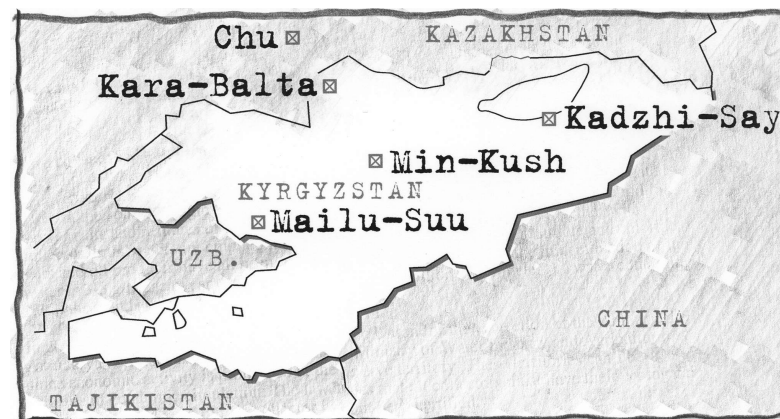 Chu
KAZAKHSTAN
Kara-Balta
Kadzhi-Say
Min-Kush
KYRGYZSTAN
Mailu-Suu
UZB.
CHINA
TAJIKISTAN